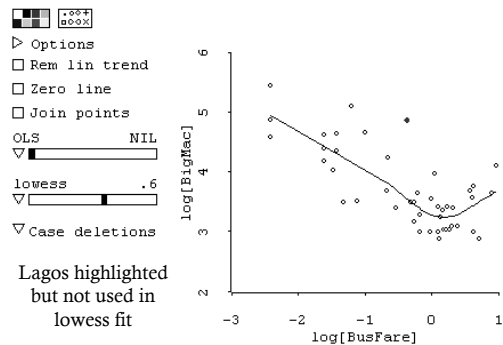 Options
Rem lin trend
Zero line
Join points
OLS NIL
lowess .6
Case deletions
Lagos highlighted
but not used in
lowess fit
log[BigMac]
6
5
4
3
2
-3 -2 -1 0 1
log[BusFare]